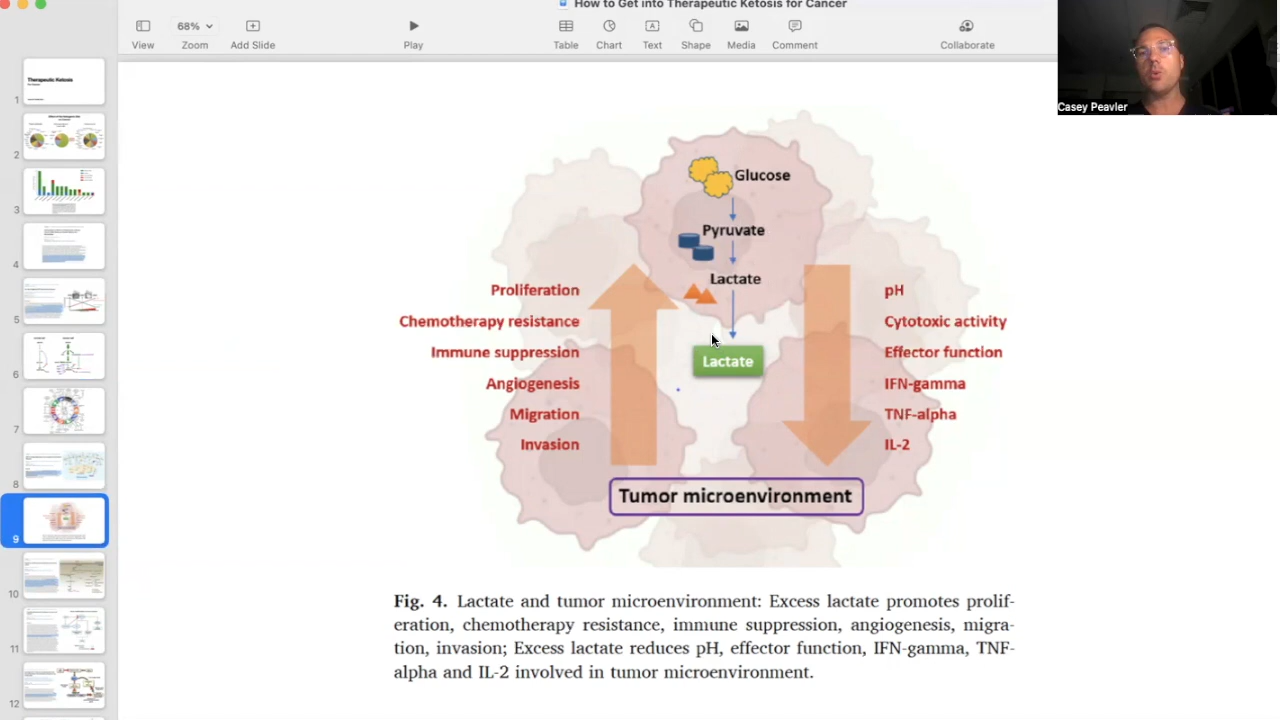 How to Get into Therapeutic Ketosis for Cancer
68%
View
Zoom
Add Slide
Play
Table
Chart
Text
Shape
Media
Comment
Collaborate
Casey Peavler
Therapeutic Ketosis
1
2
3
4
5
6
7
8
9
10
11
12
Glucose
Pyruvate
Lactate
Lactate
Proliferation
Chemotherapy resistance
Immune suppression
Angiogenesis
Migration
Invasion
pH
Cytotoxic activity
Effector function
IFN-gamma
TNF-alpha
IL-2
Tumor microenvironment
Fig. 4. Lactate and tumor microenvironment: Excess lactate promotes prolif-
eration, chemotherapy resistance, immune suppression, angiogenesis, migra-
tion, invasion; Excess lactate reduces pH, effector function, IFN-gamma, TNF-
alpha and IL-2 involved in tumor microenvironment.